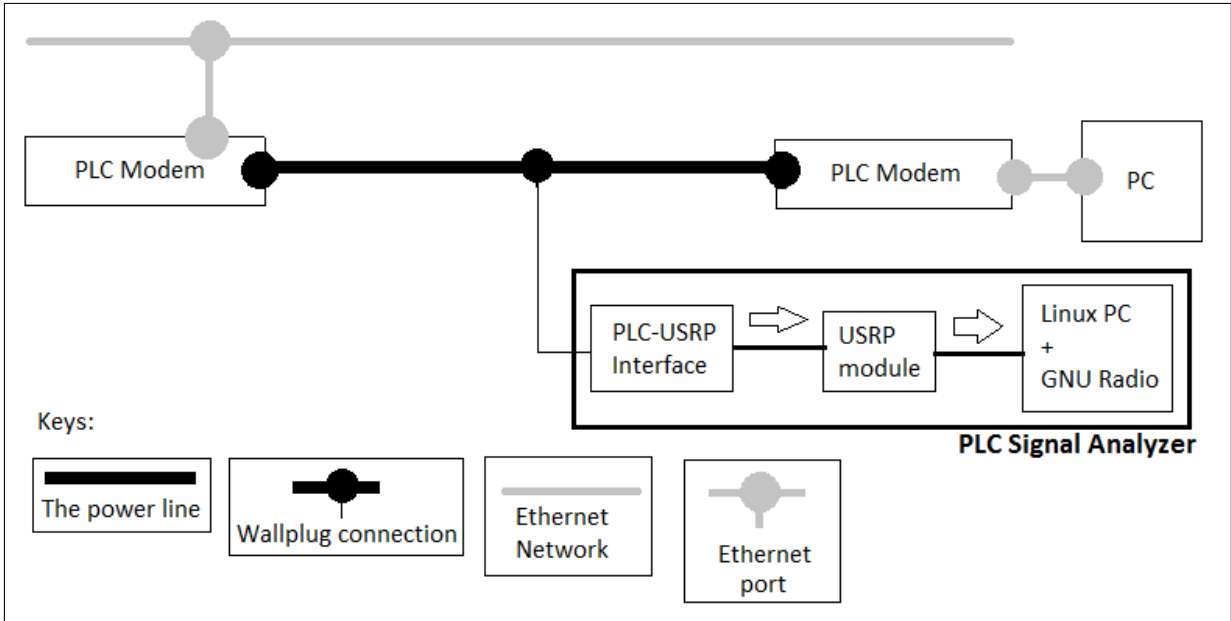 PLC Modem
PLC Modem
PC
PLC-USRP
Interface
USRP
module
Linux PC
+
GNU Radio
PLC Signal Analyzer
Keys:
The power line
Wallplug connection
Ethernet
Network
Ethernet
port